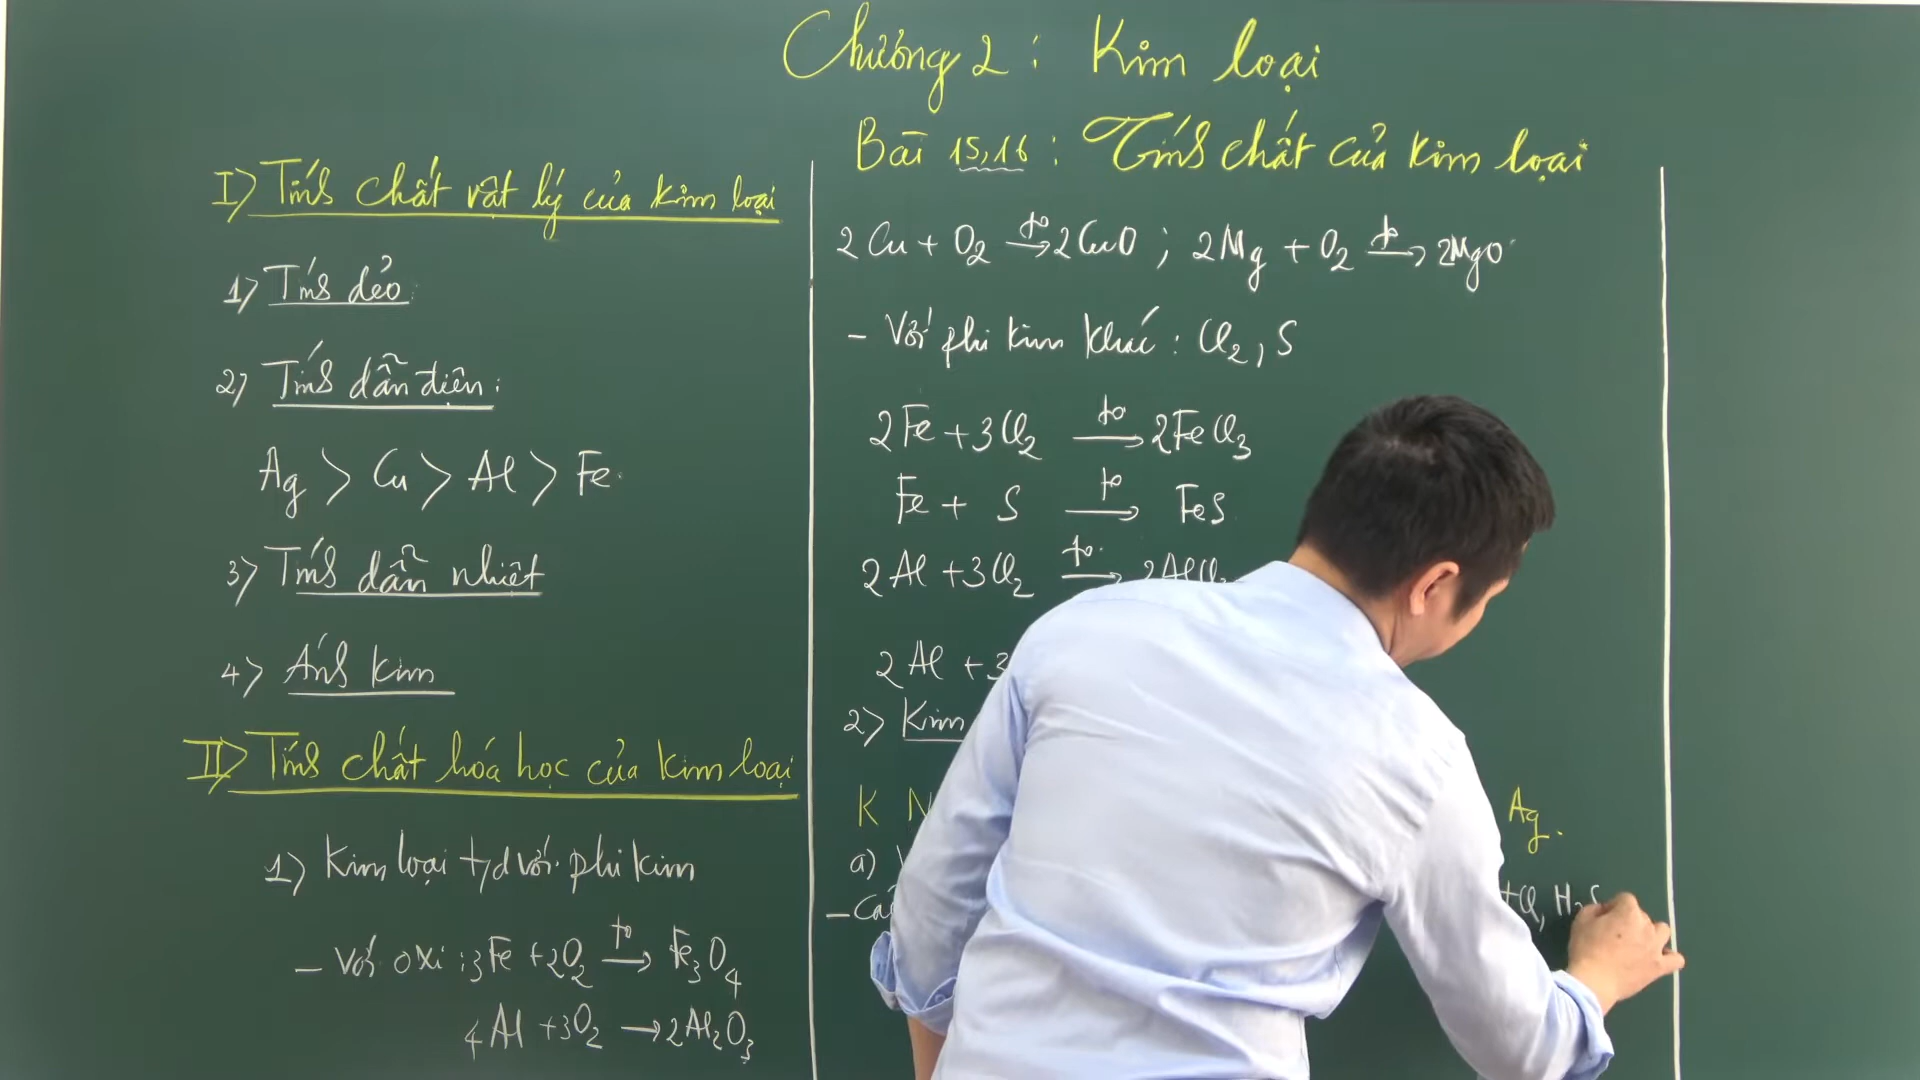 Chương 2 : Kim loại
Bài 15,16 : Tính chất của kim loại
I) Tính chất vật lý của kim loại
1) Tính dẻo
2) Tính dẫn điện :
Ag > Cu > Al > Fe.
3) Tính dẫn nhiệt
4) Ánh kim
II) Tính chất hóa học của kim loại
1) Kim loại t/d với phi kim
- Với oxi : 3Fe + 2O₂ →(t°) Fe₃O₄
4Al + 3O₂ → 2Al₂O₃
2Cu + O₂ →(t°) 2CuO ; 2Mg + O₂ →(t°) 2MgO
- Với phi kim khác : Cl₂, S
2Fe + 3Cl₂ →(t°) 2FeCl₃
Fe + S →(t°) FeS
2Al + 3Cl₂ →(t°) 2AlCl₃
2Al + 3
2) Kim
K N Ag.
a)